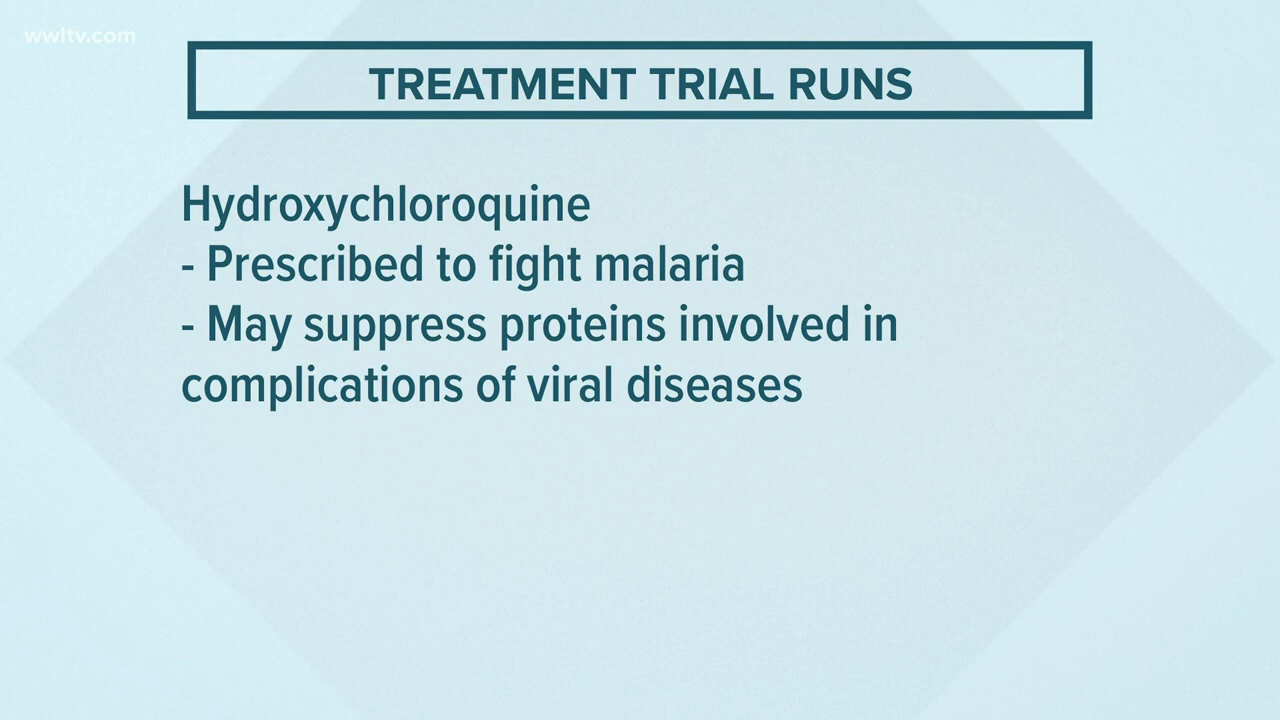 wwltv.com
TREATMENT TRIAL RUNS
Hydroxychloroquine
- Prescribed to fight malaria
- May suppress proteins involved in
complications of viral diseases